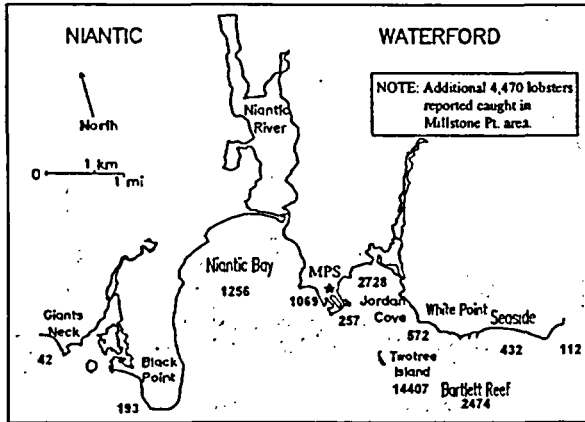 NIANTIC
WATERFORD
NOTE: Additional 4,470 lobsters
reported caught in
Millstone Pt. area.
Niantic
River
North
0 1 km
1 mi
Niantic Bay
1256
MPS
1069
2728
257
Jordan
Cove
White Point
Seaside
572
432
112
Giants
Neck
42
Black
Point
193
Twotree
Island
14407
Bartlett Reef
2474